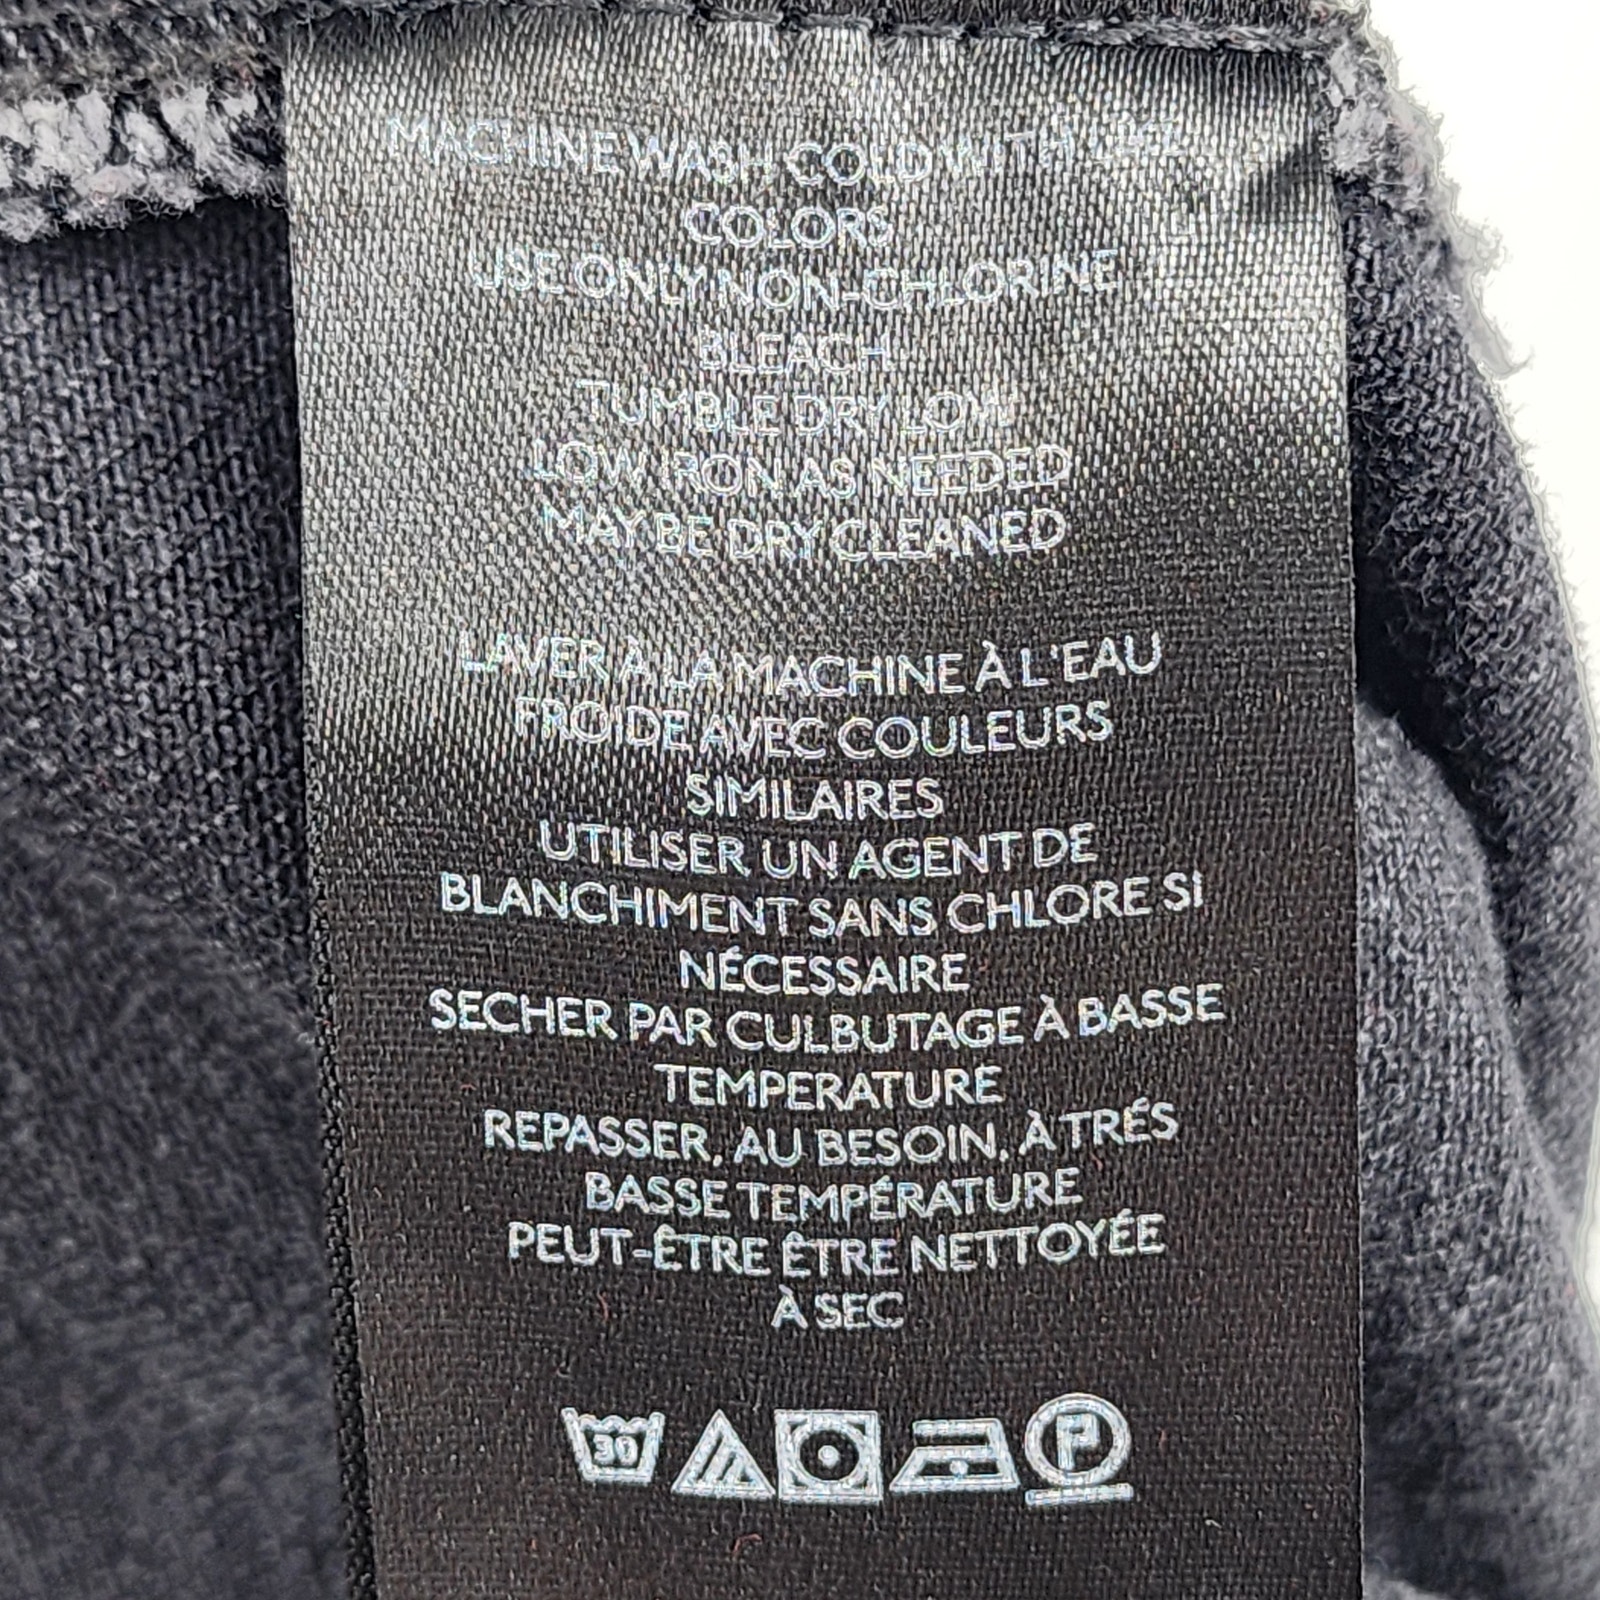 MACHINE WASH COLD WITH LIKE
COLORS
USE ONLY NON-CHLORINE
BLEACH
TUMBLE DRY LOW
LOW IRON AS NEEDED
MAY BE DRY CLEANED
LAVER À LA MACHINE À L'EAU
FROIDE AVEC COULEURS
SIMILAIRES
UTILISER UN AGENT DE
BLANCHIMENT SANS CHLORE SI
NÉCESSAIRE
SECHER PAR CULBUTAGE À BASSE
TEMPERATURE
REPASSER, AU BESOIN, À TRÉS
BASSE TEMPÉRATURE
PEUT-ÊTRE ÊTRE NETTOYÉE
À SEC
30 P